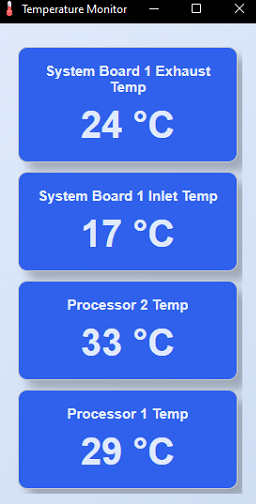 Temperature Monitor
System Board 1 Exhaust
Temp
24 °C
System Board 1 Inlet Temp
17 °C
Processor 2 Temp
33 °C
Processor 1 Temp
29 °C